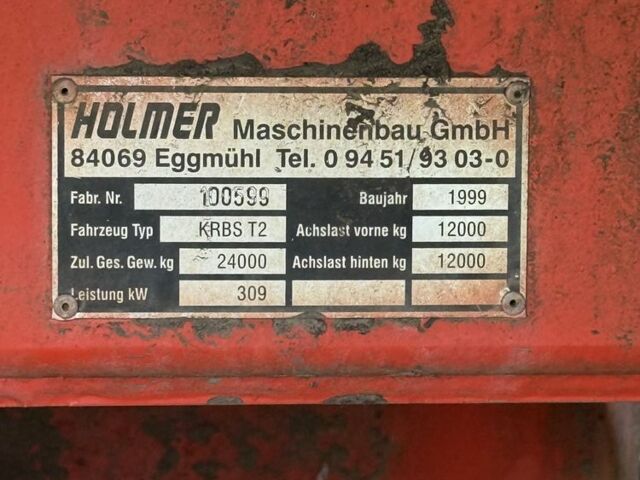 HOLMER Maschinenbau GmbH
84069 Eggmühl Tel. 0 94 51/93 03-0
Fabr. Nr. 100599 Baujahr 1999
Fahrzeug Typ KRBS T2 Achslast vorne kg 12000
Zul. Ges. Gew. kg 24000 Achslast hinten kg 12000
Leistung kW 309